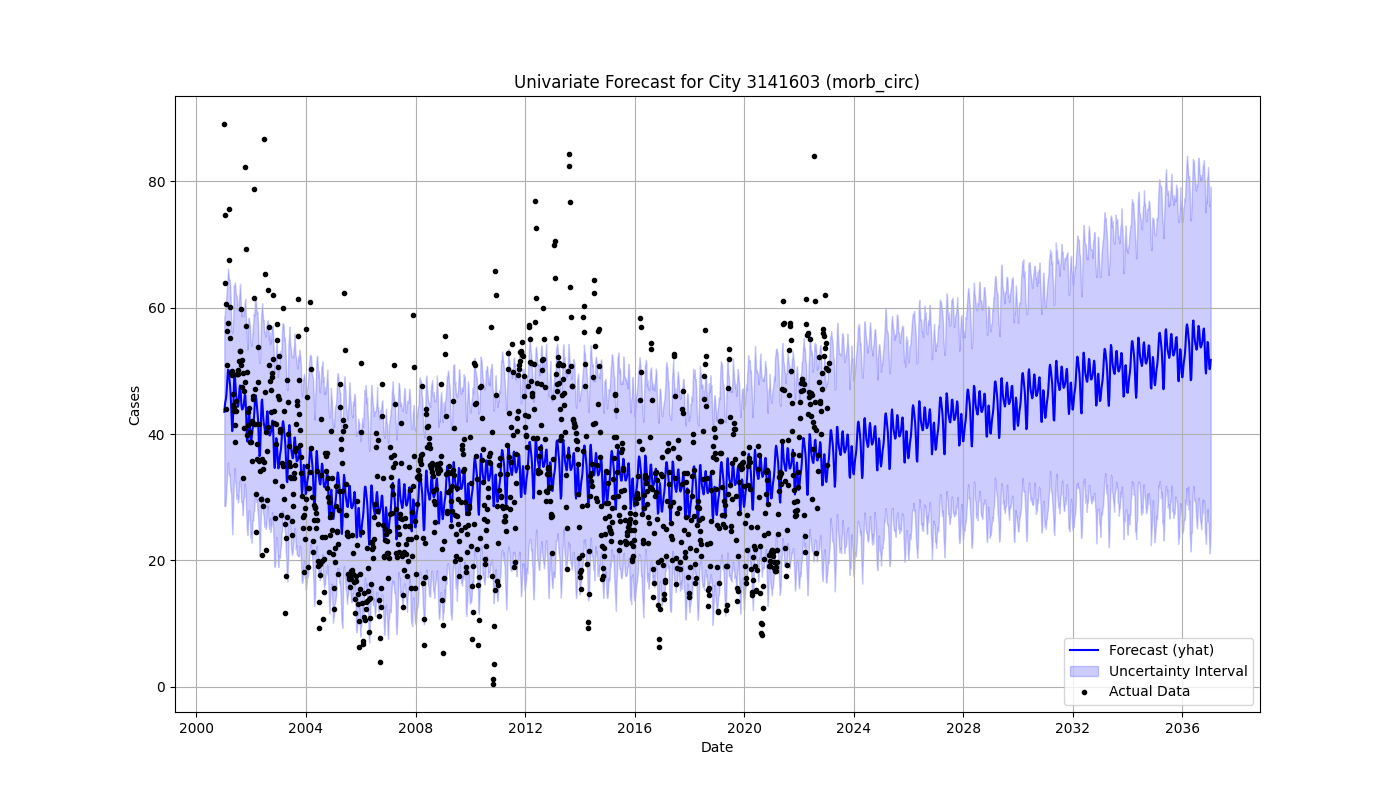 Univariate Forecast for City 3141603 (morb_circ)
Cases
80
60
40
20
0
2000 2004 2008 2012 2016 2020 2024 2028 2032 2036
Date
Forecast (yhat)
Uncertainty Interval
Actual Data